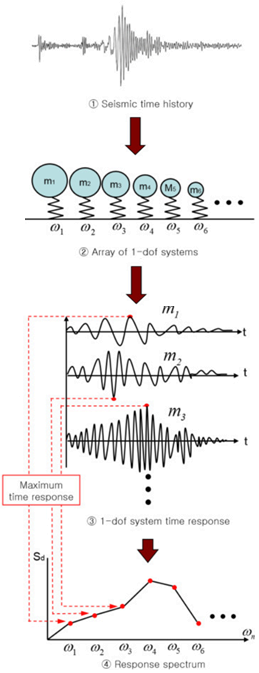 ① Seismic time history
m₁ m₂ m₃ m₄ M₅ m₆
ω₁ ω₂ ω₃ ω₄ ω₅ ω₆
② Array of 1-dof systems
m₁
t
m₂
t
m₃
t
Maximum
time response
③ 1-dof system time response
Sd
ωn
ω₁ ω₂ ω₃ ω₄ ω₅ ω₆
④ Response spectrum